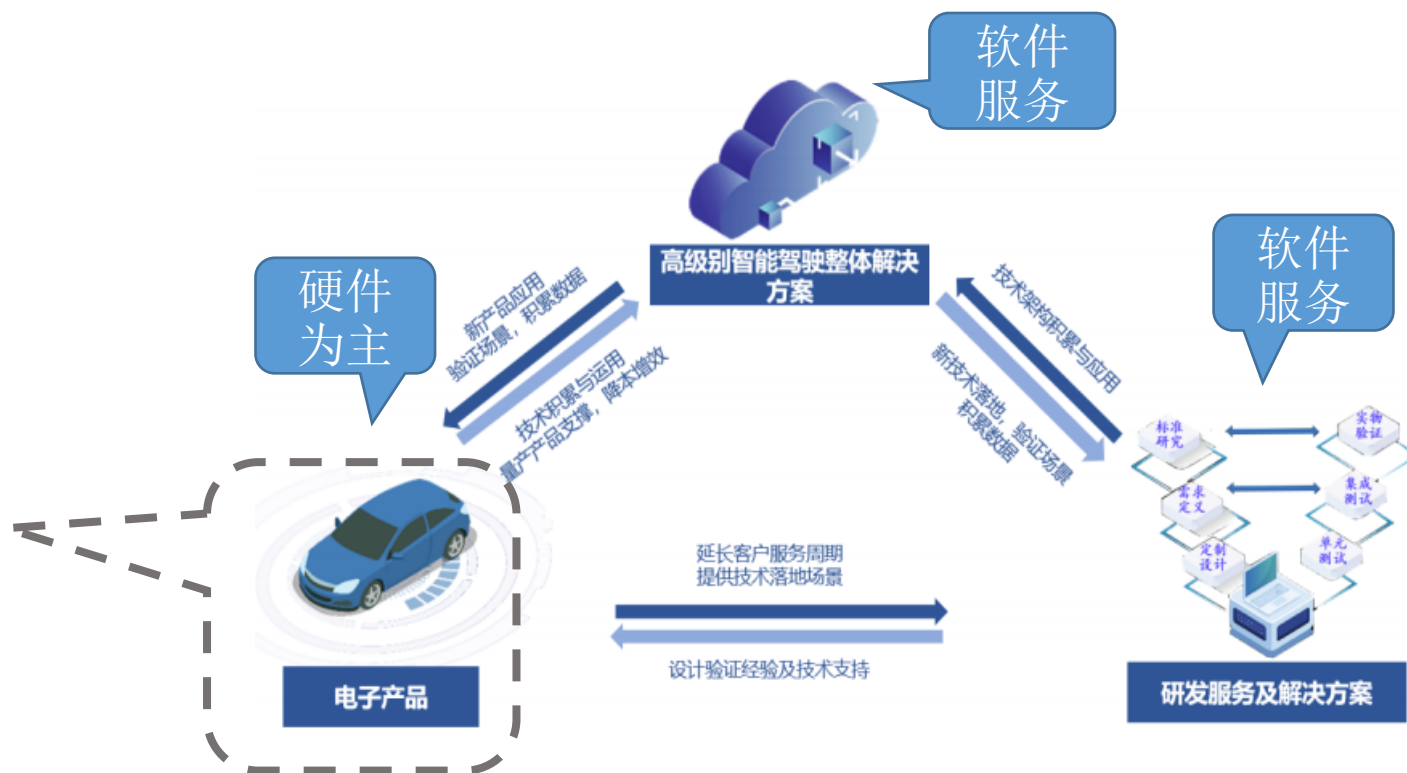 软件
服务
高级别智能驾驶整体解决
方案
硬件
为主
软件
服务
新产品应用
验证场景，积累数据
技术积累与运用
量产产品支撑，降本增效
技术架构积累与应用
新技术落地，验证场景
积累数据
标准
研究
实物
验证
需求
定义
集成
测试
定制
设计
单元
测试
延长客户服务周期
提供技术落地场景
设计验证经验及技术支持
电子产品
研发服务及解决方案